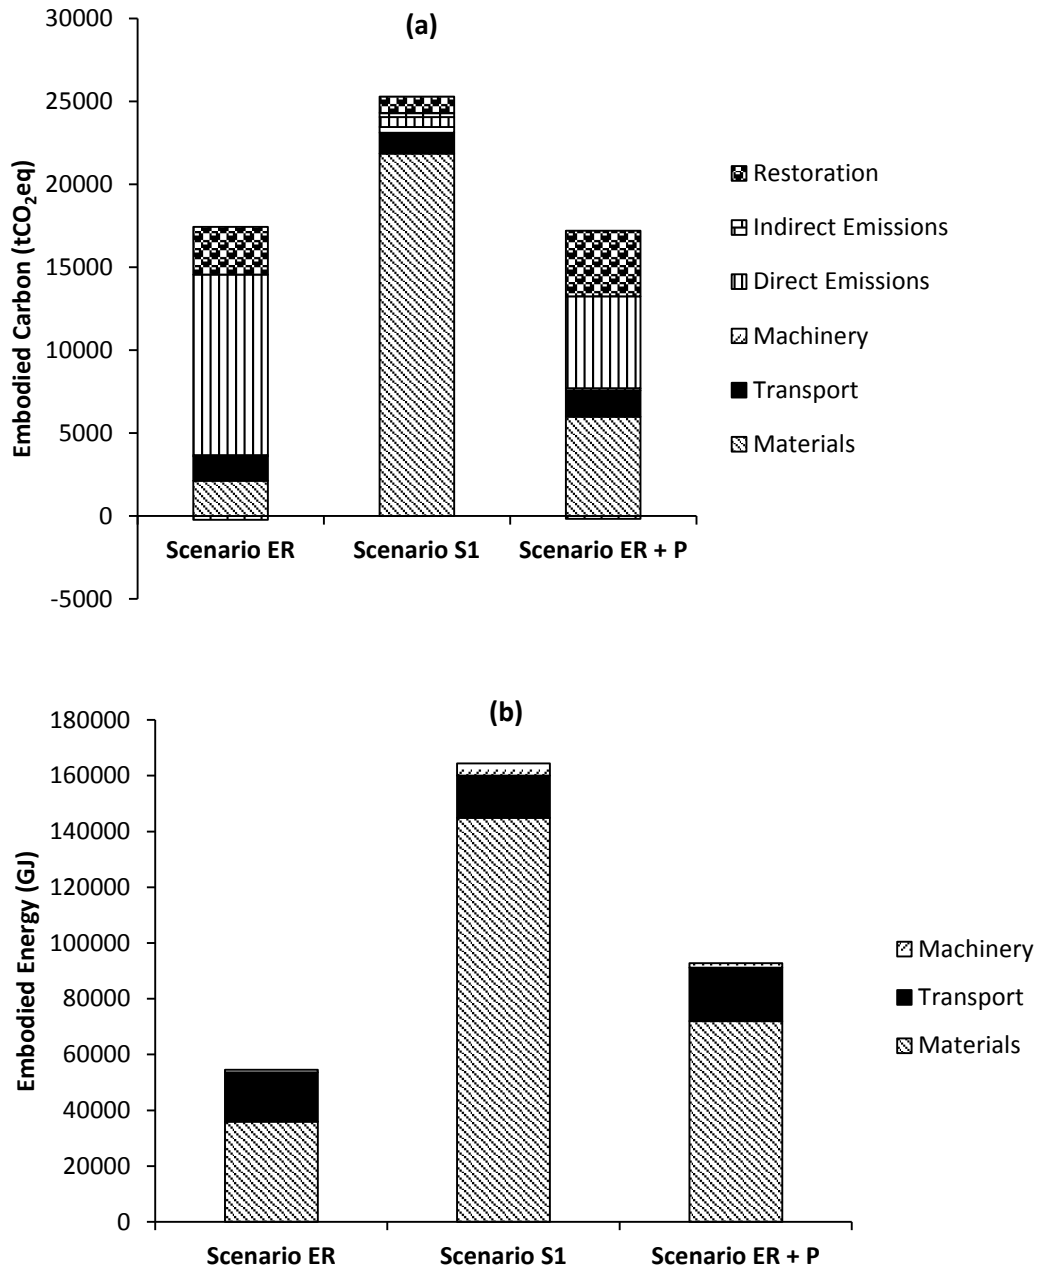 (a)
30000
25000
20000
15000
10000
5000
0
-5000
Embodied Carbon (tCO₂eq)
Scenario ER
Scenario S1
Scenario ER + P
Restoration
Indirect Emissions
Direct Emissions
Machinery
Transport
Materials
(b)
180000
160000
140000
120000
100000
80000
60000
40000
20000
0
Embodied Energy (GJ)
Scenario ER
Scenario S1
Scenario ER + P
Machinery
Transport
Materials